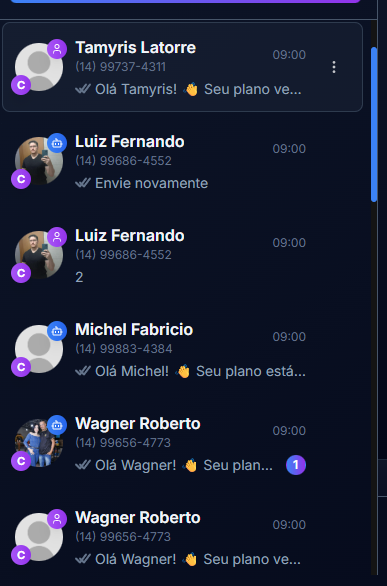 Tamyris Latorre
09:00
(14) 99737-4311
Olá Tamyris! 👋 Seu plano ve...
C
Luiz Fernando
09:00
(14) 99686-4552
Envie novamente
C
Luiz Fernando
09:00
(14) 99686-4552
2
C
Michel Fabricio
09:00
(14) 99883-4384
Olá Michel! 👋 Seu plano está...
C
Wagner Roberto
09:00
(14) 99656-4773
Olá Wagner! 👋 Seu plan...
1
C
Wagner Roberto
09:00
(14) 99656-4773
Olá Wagner! 👋 Seu plano ve...
C